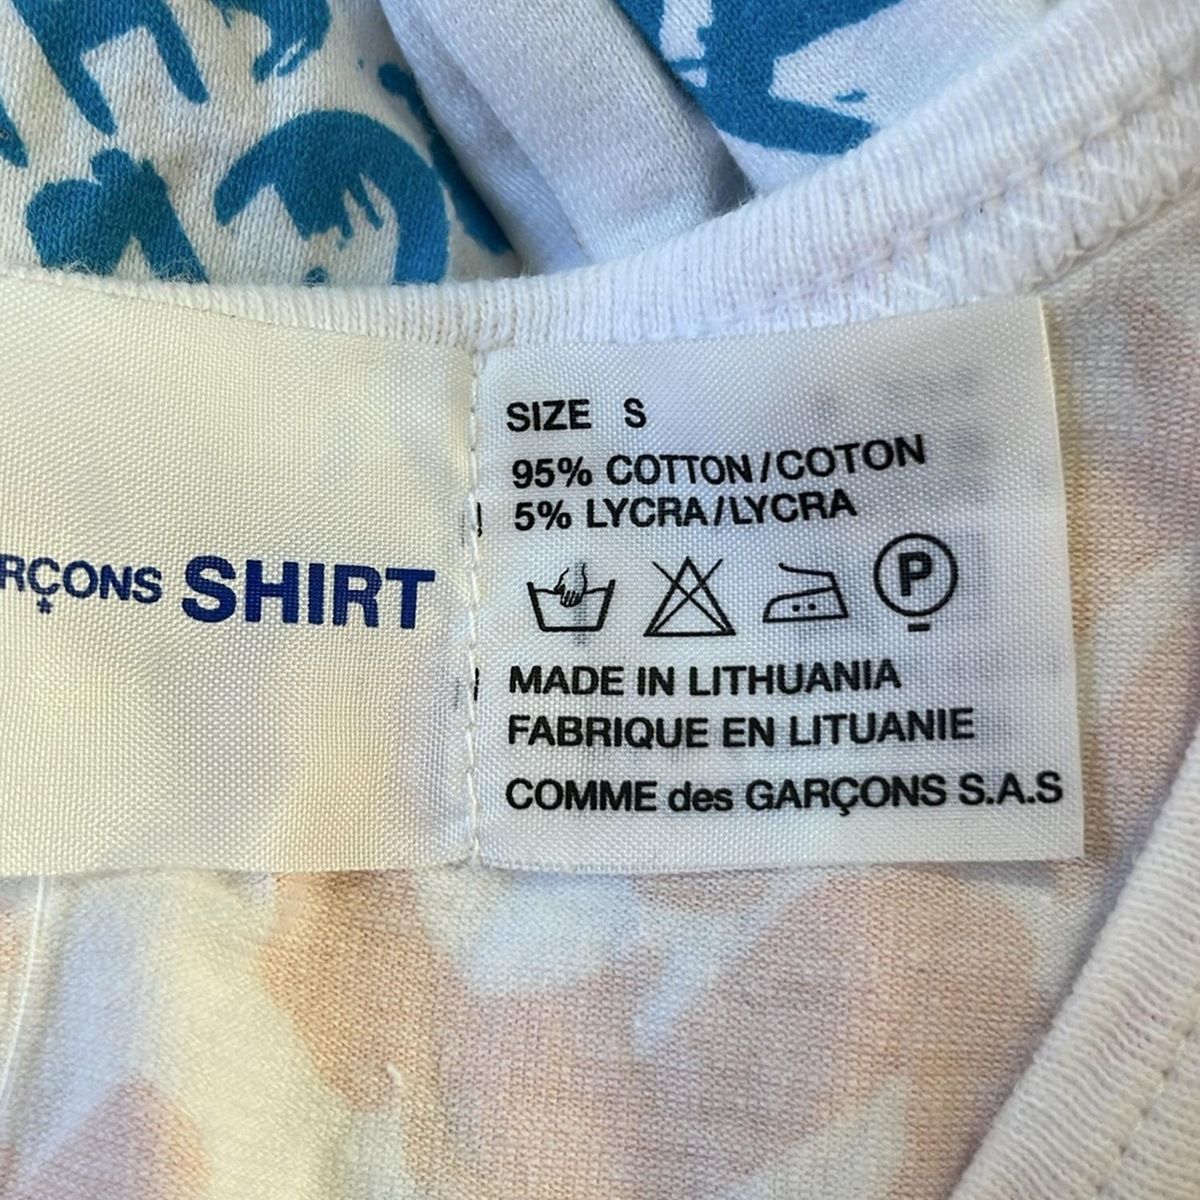 RÇONS SHIRT
SIZE S
95% COTTON/COTON
5% LYCRA/LYCRA
P
MADE IN LITHUANIA
FABRIQUE EN LITUANIE
COMME des GARÇONS S.A.S